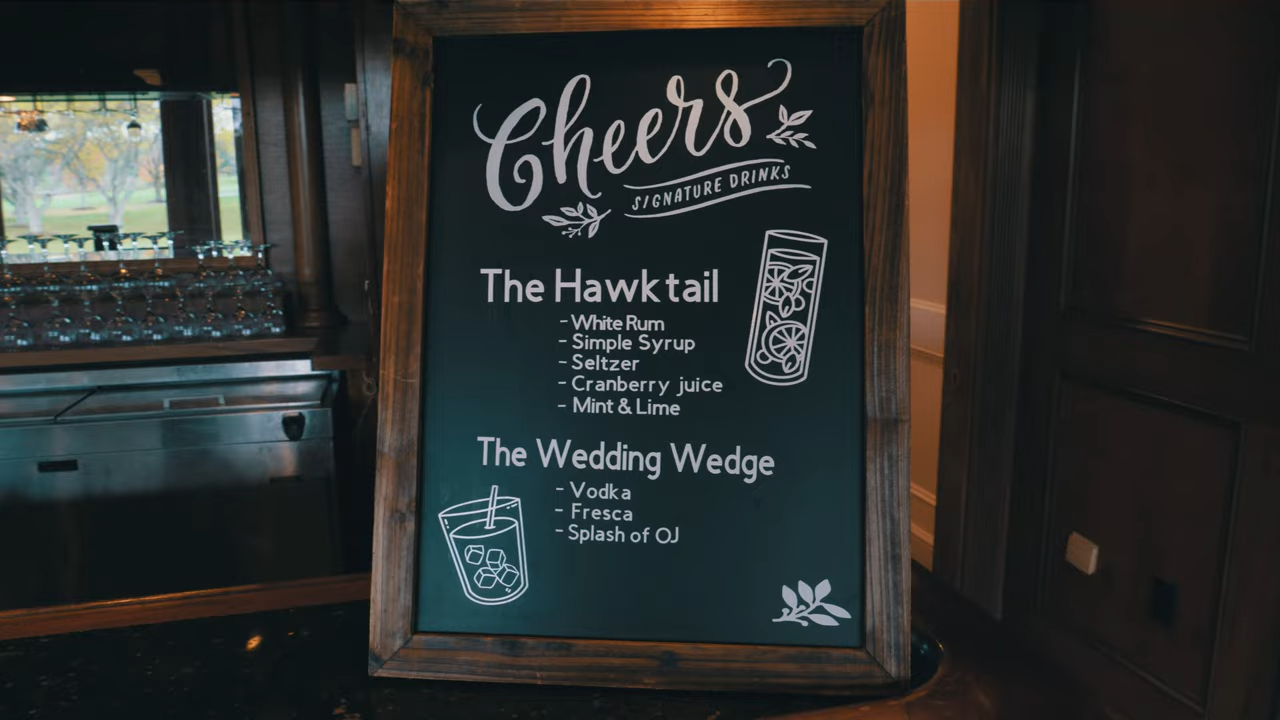 Cheers
SIGNATURE DRINKS
The Hawktail
- White Rum
- Simple Syrup
- Seltzer
- Cranberry juice
- Mint & Lime
The Wedding Wedge
- Vodka
- Fresca
- Splash of OJ